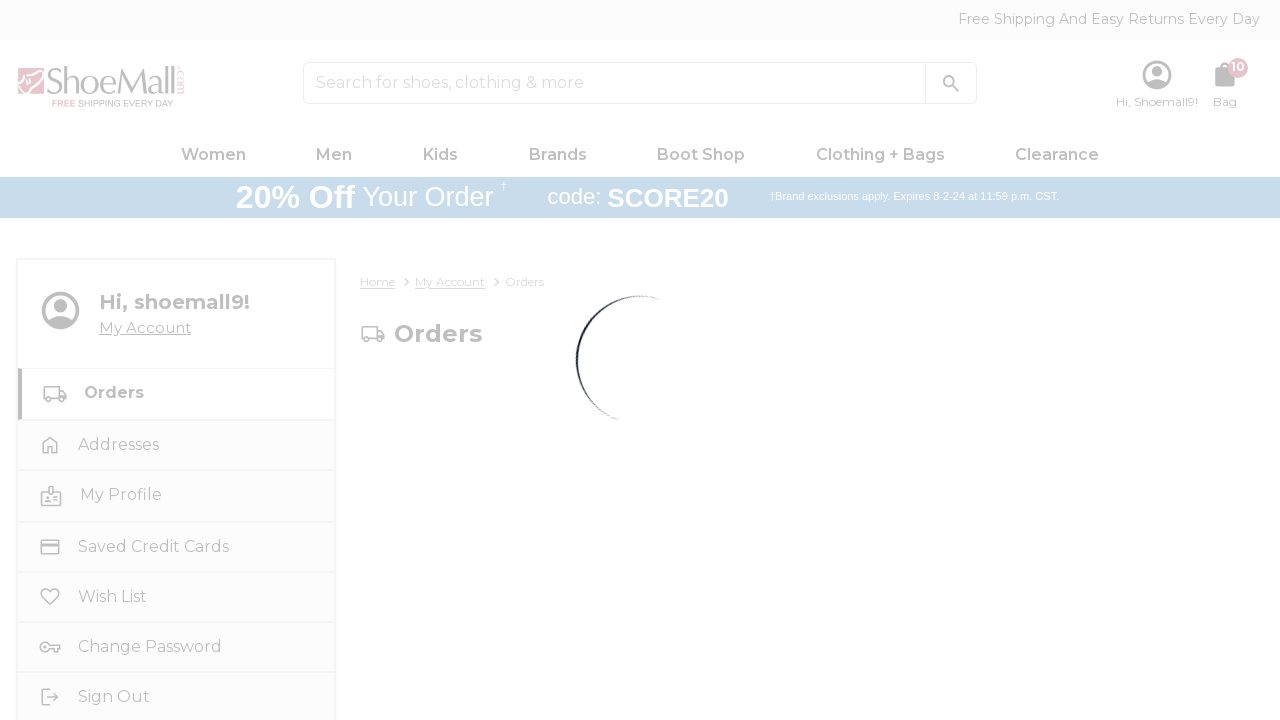 Free Shipping And Easy Returns Every Day
ShoeMall.com
FREE SHIPPING EVERY DAY
Search for shoes, clothing & more
10
Hi, Shoemall9!
Bag
Women Men Kids Brands Boot Shop Clothing + Bags Clearance
20% Off Your Order † code: SCORE20 †Brand exclusions apply. Expires 8-2-24 at 11:59 p.m. CST.
Home My Account Orders
Hi, shoemall9!
My Account
Orders
Orders
Addresses
My Profile
Saved Credit Cards
Wish List
Change Password
Sign Out